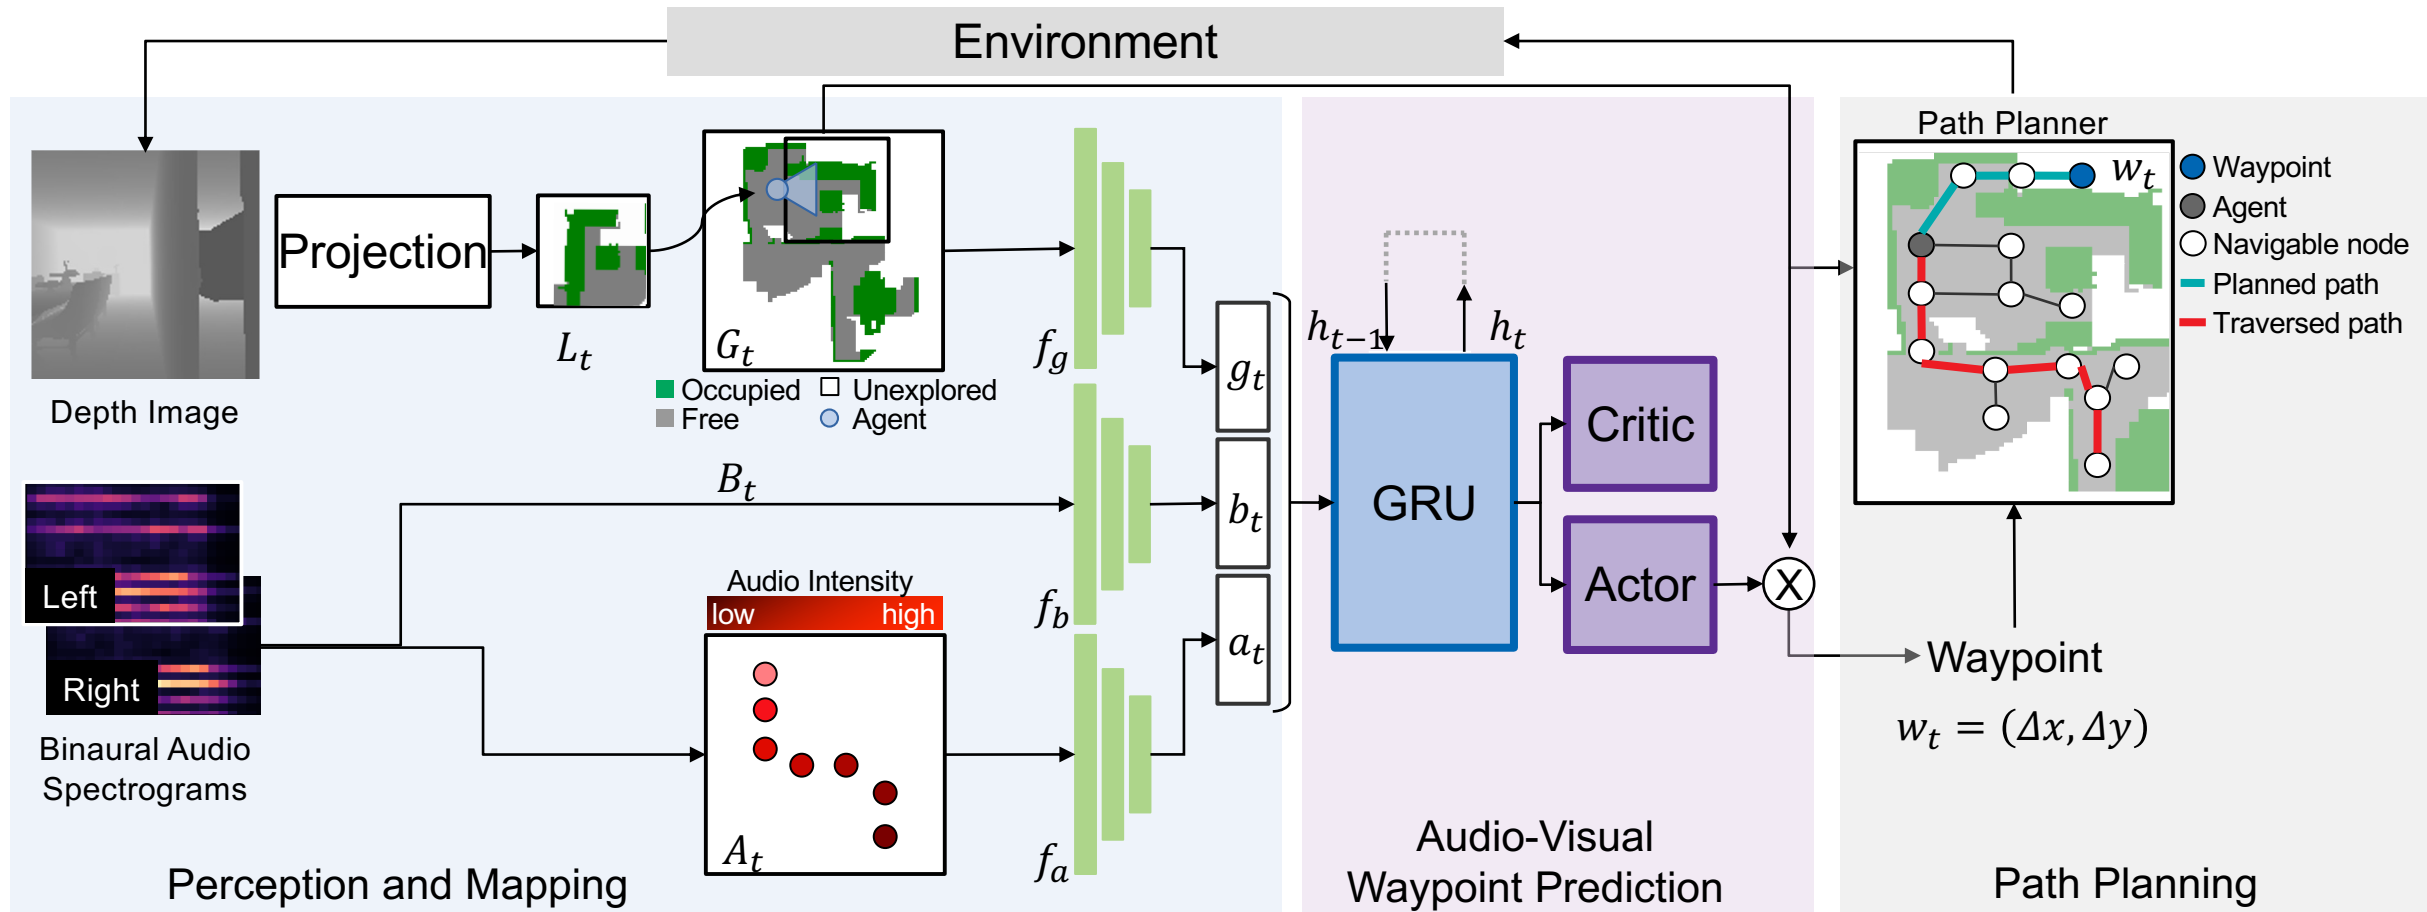 Environment
Depth Image
Projection
L_t
G_t
Occupied
Unexplored
Free
Agent
f_g
g_t
B_t
f_b
b_t
Left
Right
Binaural Audio
Spectrograms
Audio Intensity
low
high
A_t
f_a
a_t
Perception and Mapping
h_{t-1}
h_t
GRU
Critic
Actor
X
Audio-Visual
Waypoint Prediction
Path Planner
w_t
Waypoint
Agent
Navigable node
Planned path
Traversed path
Waypoint
w_t = (Δx, Δy)
Path Planning